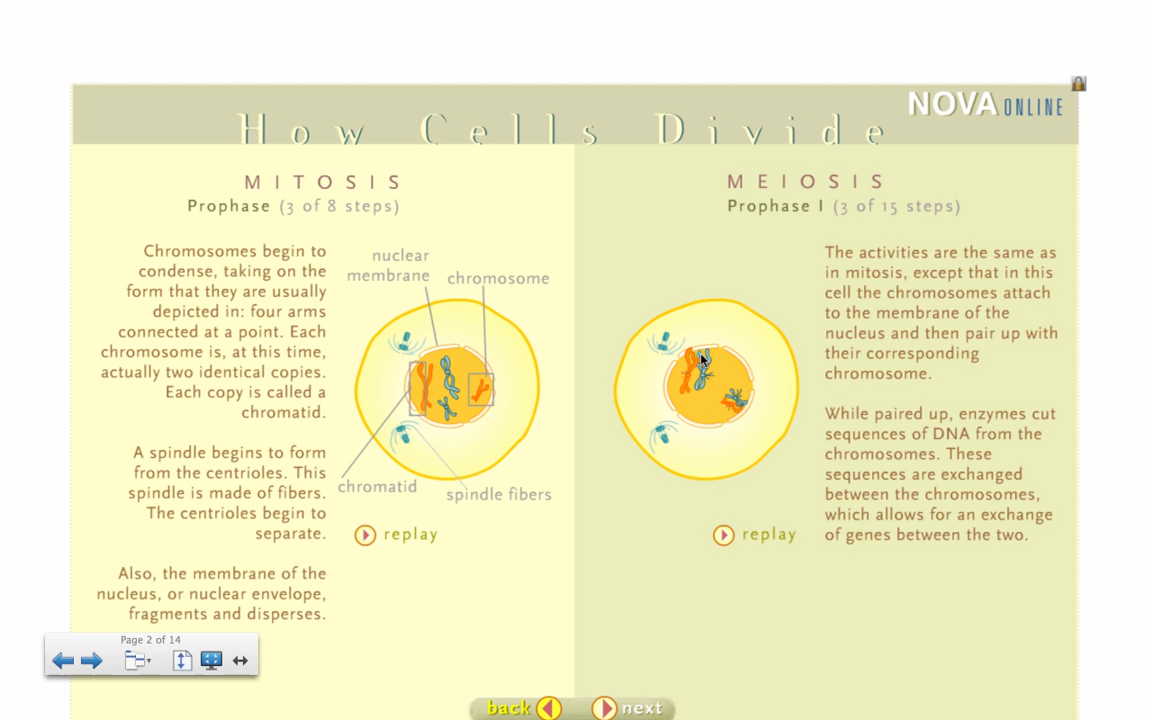 NOVA ONLINE
How Cells Divide
MITOSIS
Prophase (3 of 8 steps)
Chromosomes begin to
condense, taking on the
form that they are usually
depicted in: four arms
connected at a point. Each
chromosome is, at this time,
actually two identical copies.
Each copy is called a
chromatid.
A spindle begins to form
from the centrioles. This
spindle is made of fibers.
The centrioles begin to
separate.
Also, the membrane of the
nucleus, or nuclear envelope,
fragments and disperses.
nuclear
membrane
chromosome
chromatid
spindle fibers
replay
MEIOSIS
Prophase I (3 of 15 steps)
The activities are the same as
in mitosis, except that in this
cell the chromosomes attach
to the membrane of the
nucleus and then pair up with
their corresponding
chromosome.
While paired up, enzymes cut
sequences of DNA from the
chromosomes. These
sequences are exchanged
between the chromosomes,
which allows for an exchange
of genes between the two.
replay
Page 2 of 14
back
next